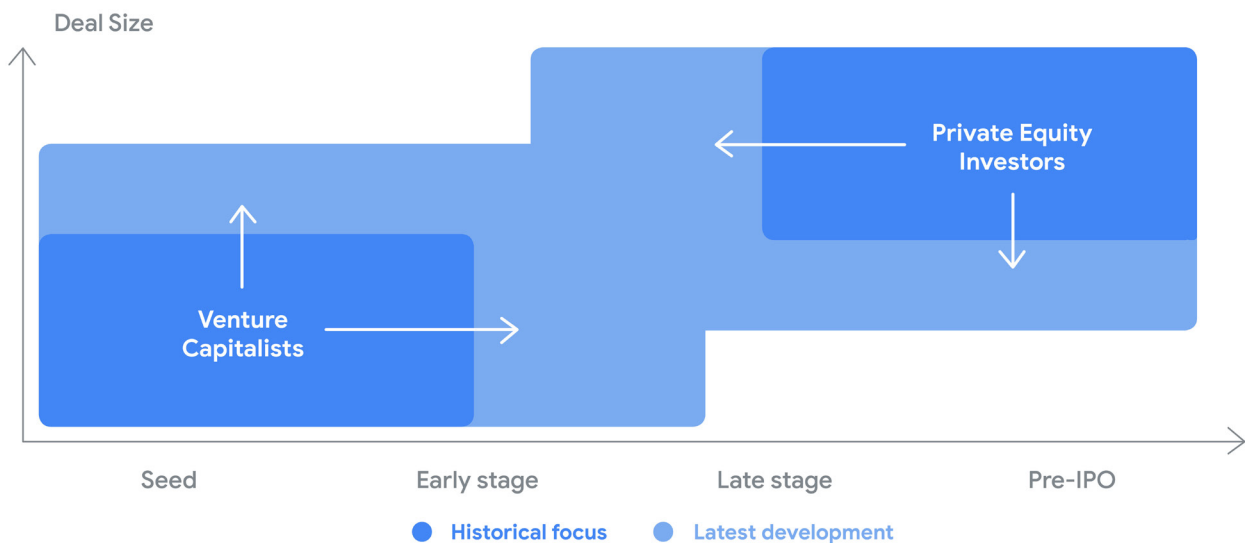 Deal Size
Private Equity
Investors
Venture
Capitalists
Seed
Early stage
Late stage
Pre-IPO
Historical focus
Latest development